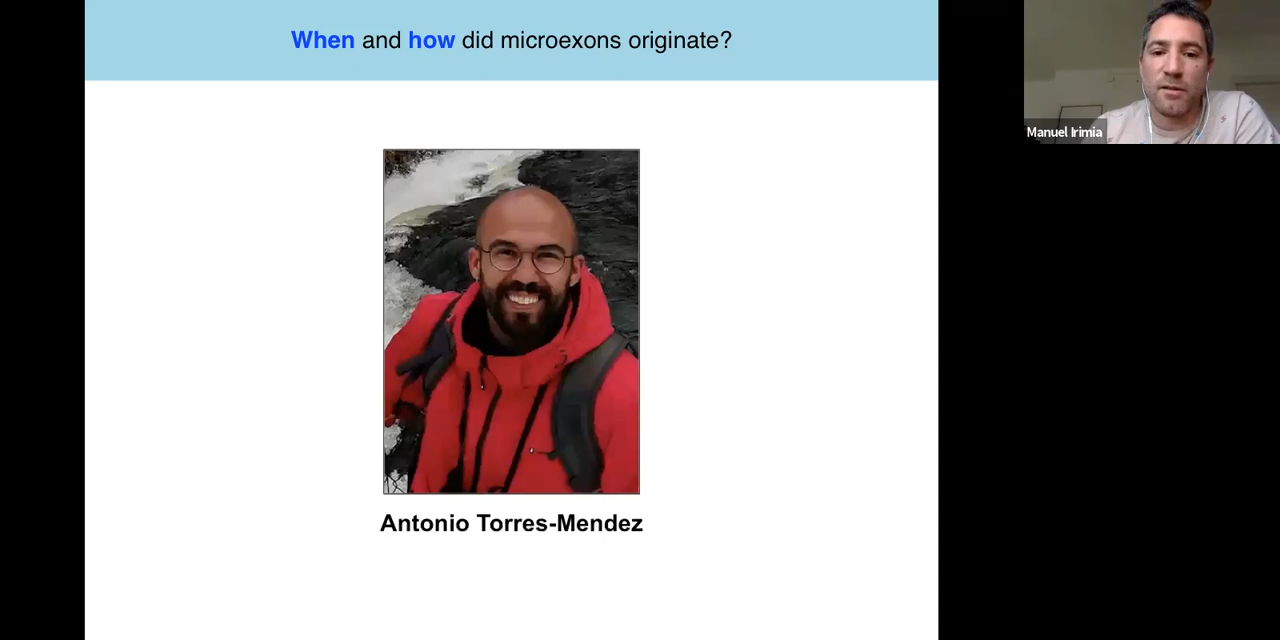 When and how did microexons originate?
Manuel Irimia
Antonio Torres-Mendez